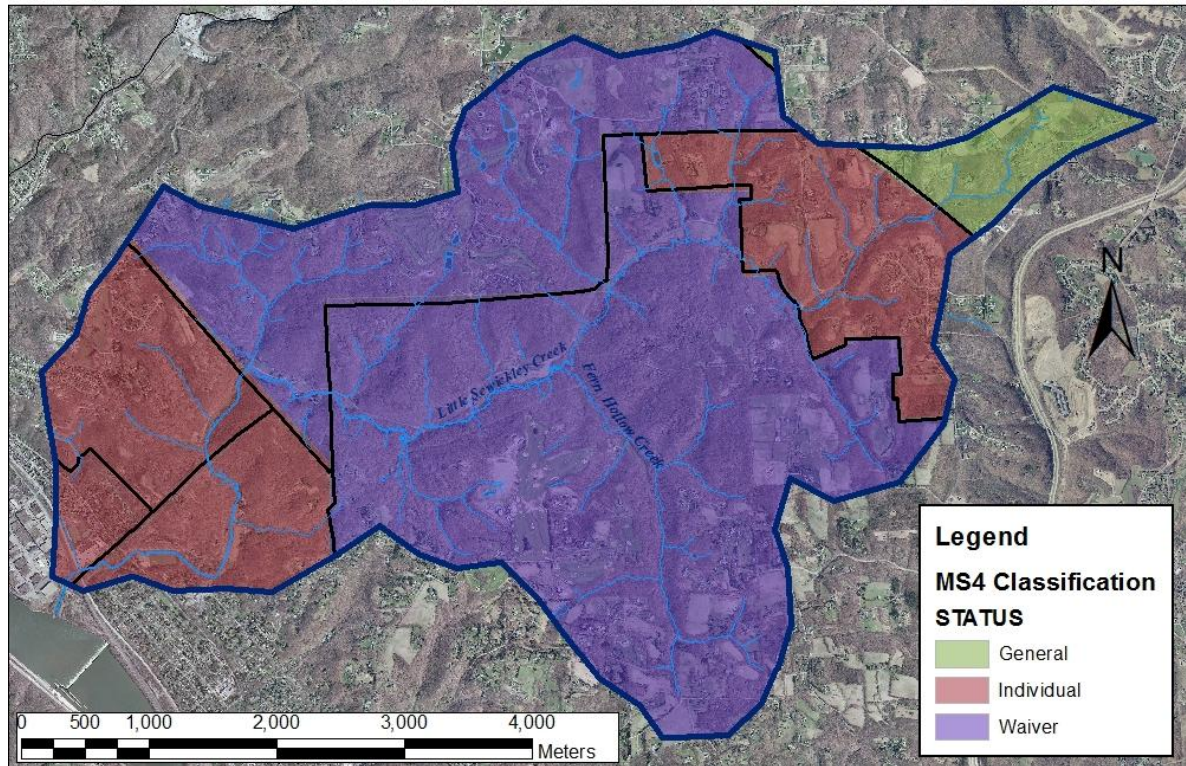 Little Sewickley Creek
Fern Hollow Creek
N
Legend
MS4 Classification
STATUS
General
Individual
Waiver
0 500 1,000 2,000 3,000 4,000
Meters